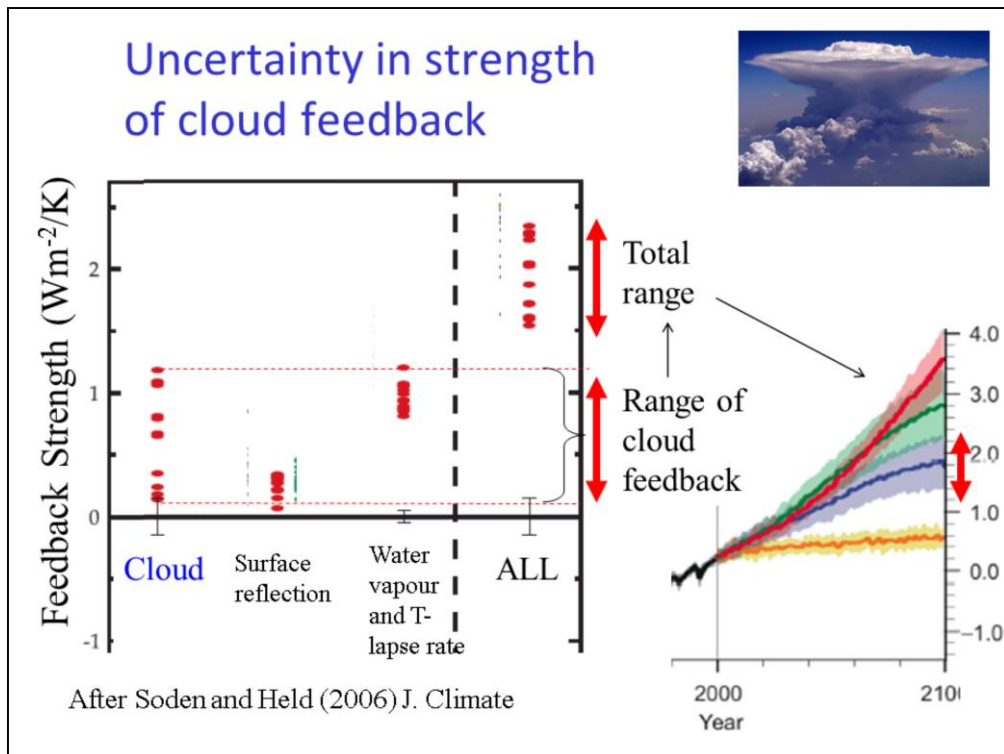 Uncertainty in strength
of cloud feedback
Feedback Strength (Wm-2/K)
2
1
0
-1
Cloud
Surface
reflection
Water
vapour
and T-
lapse rate
ALL
Total
range
Range of
cloud
feedback
4.0
3.0
2.0
1.0
0.0
-1.0
2000
210
Year
After Soden and Held (2006) J. Climate